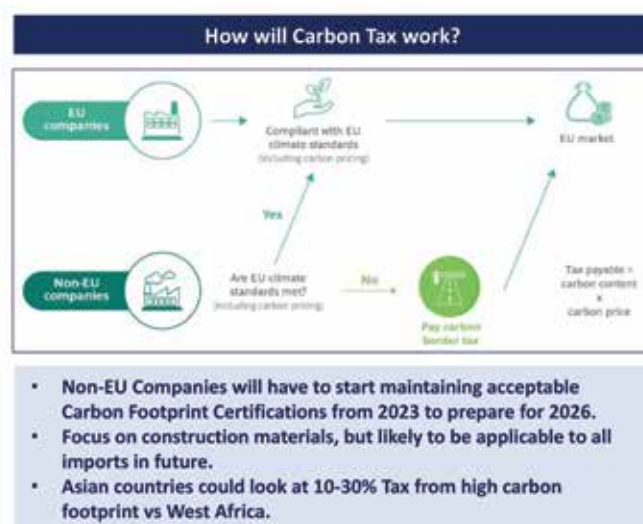 How will Carbon Tax work?
EU
companies
Compliant with EU
climate standards
(including carbon pricing)
EU market
Yes
Non-EU
companies
Are EU climate
standards met?
(including carbon pricing)
No
Pay carbon
border tax
Tax payable =
carbon content
x
carbon price
• Non-EU Companies will have to start maintaining acceptable
Carbon Footprint Certifications from 2023 to prepare for 2026.
• Focus on construction materials, but likely to be applicable to all
imports in future.
• Asian countries could look at 10-30% Tax from high carbon
footprint vs West Africa.